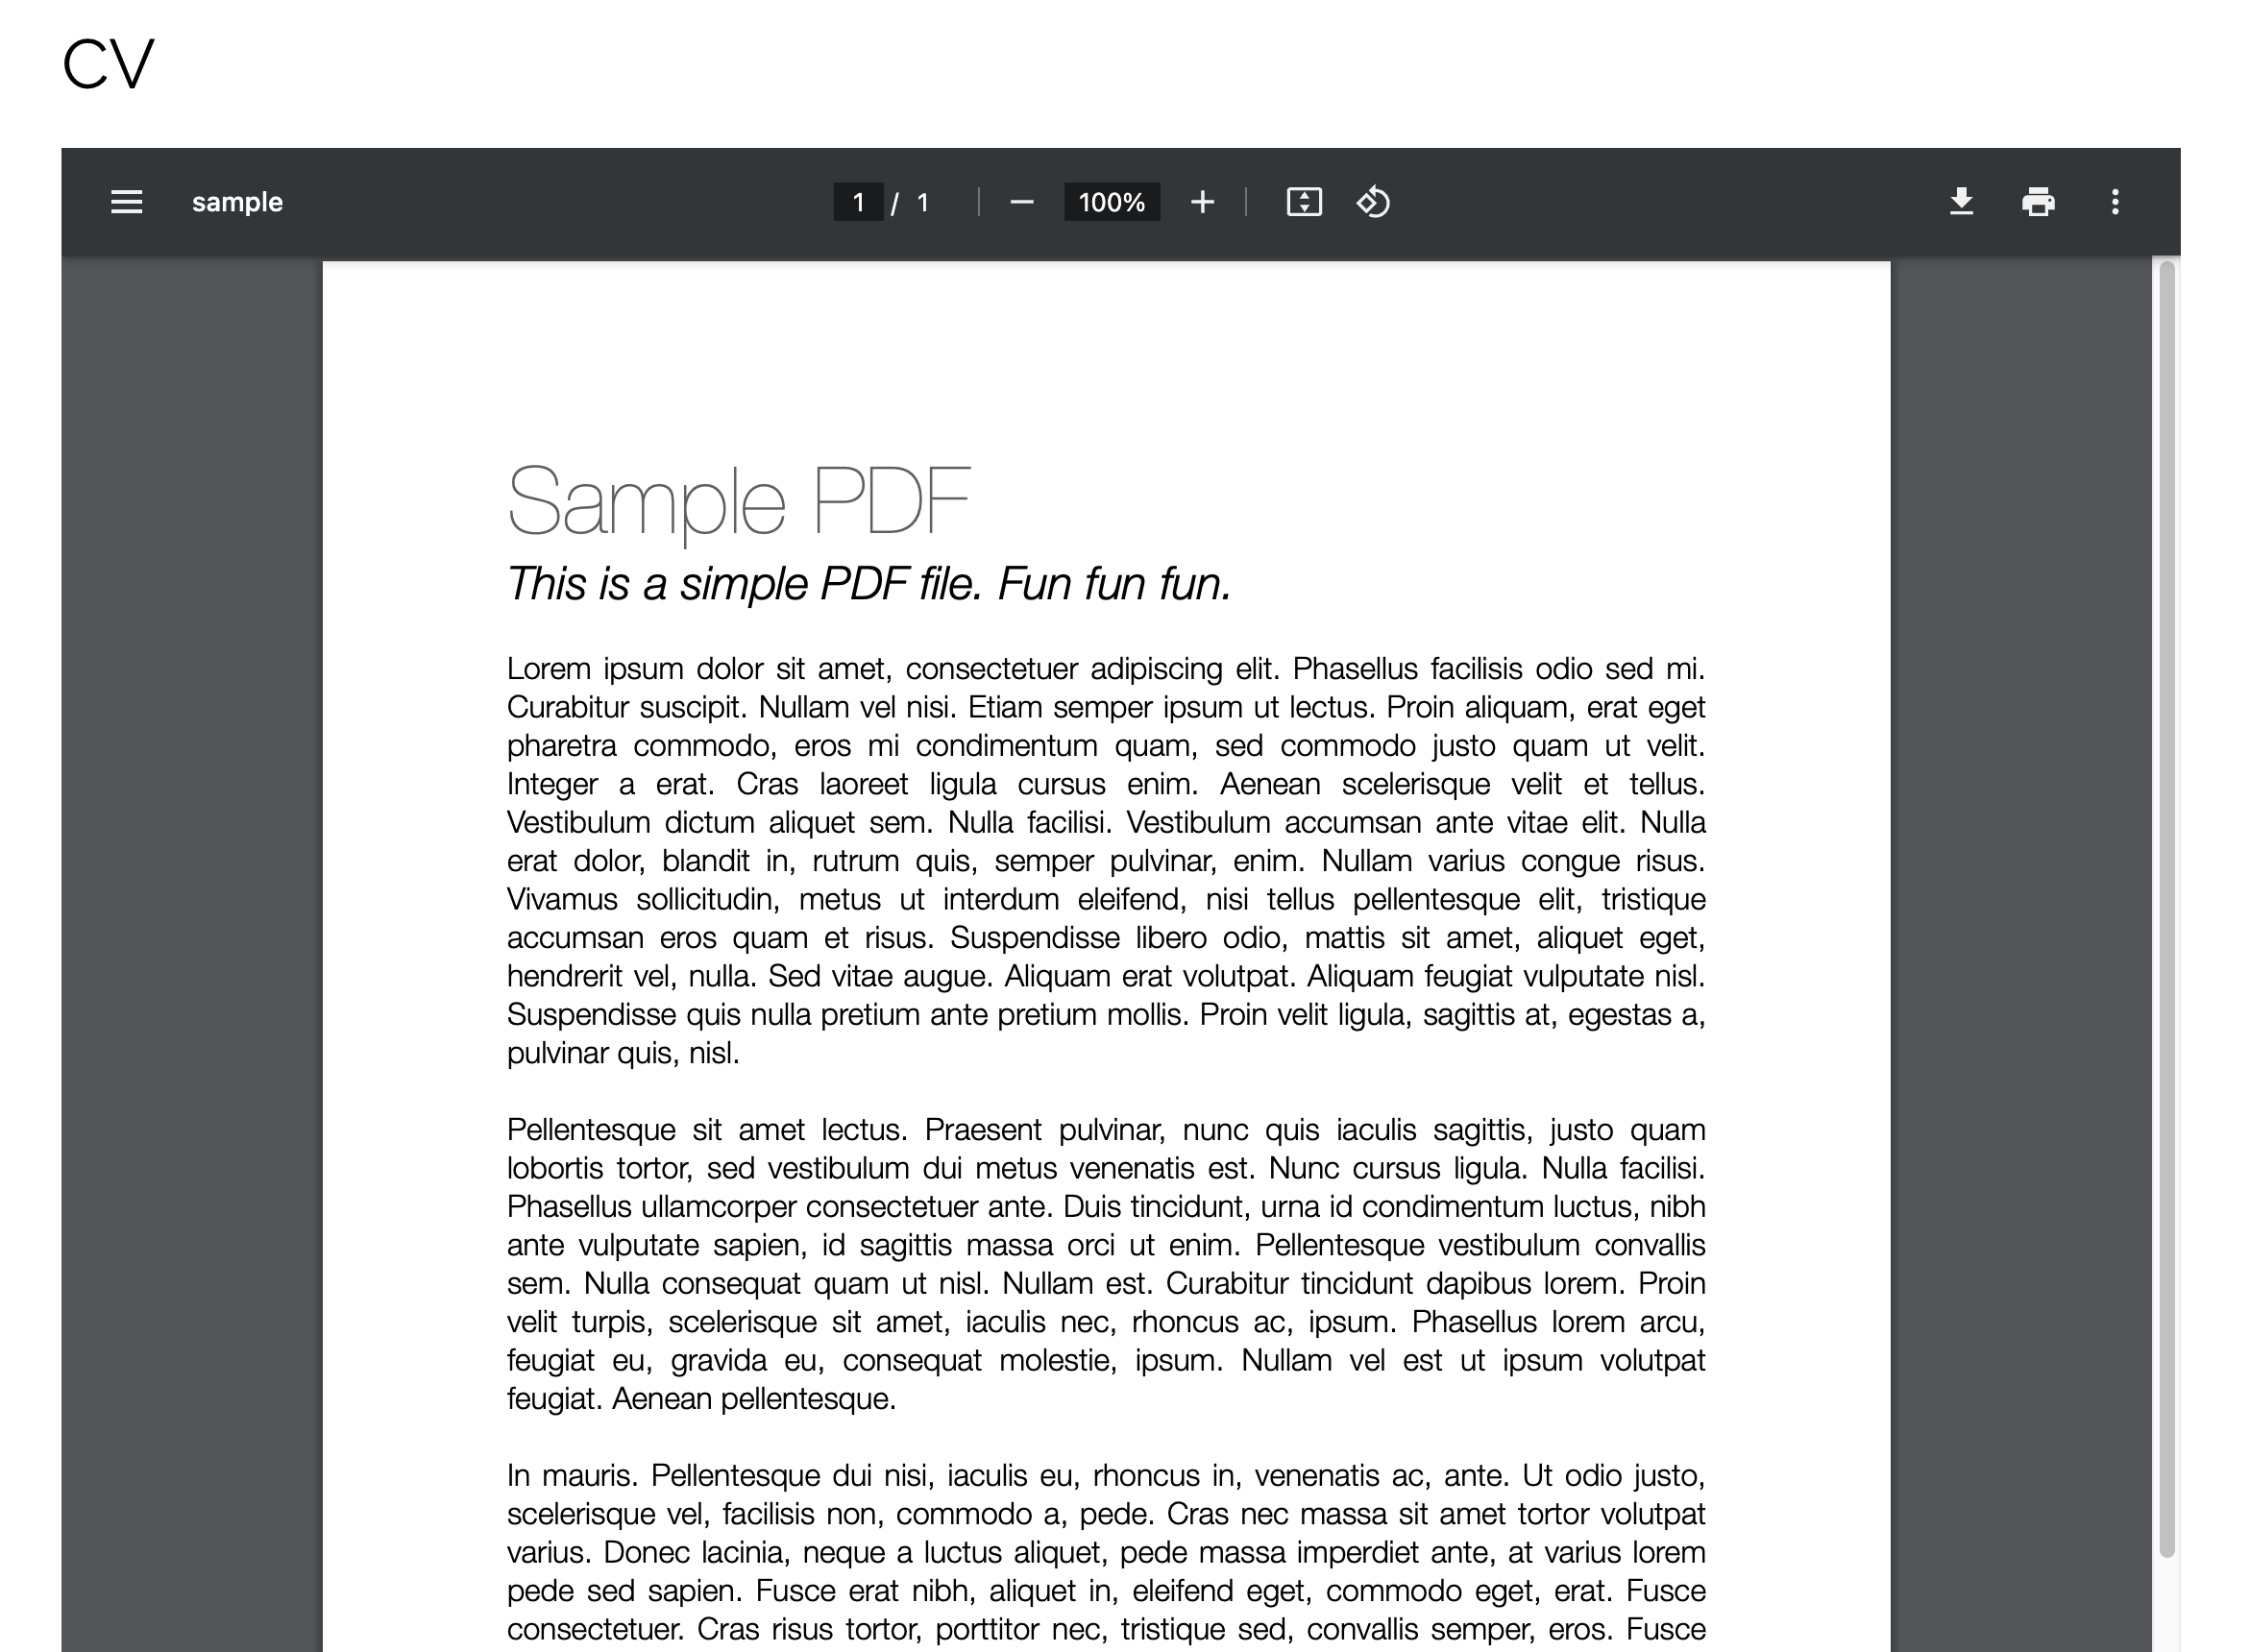 CV
sample
1 / 1
100%
Sample PDF
This is a simple PDF file. Fun fun fun.
Lorem ipsum dolor sit amet, consectetuer adipiscing elit. Phasellus facilisis odio sed mi.
Curabitur suscipit. Nullam vel nisi. Etiam semper ipsum ut lectus. Proin aliquam, erat eget
pharetra commodo, eros mi condimentum quam, sed commodo justo quam ut velit.
Integer a erat. Cras laoreet ligula cursus enim. Aenean scelerisque velit et tellus.
Vestibulum dictum aliquet sem. Nulla facilisi. Vestibulum accumsan ante vitae elit. Nulla
erat dolor, blandit in, rutrum quis, semper pulvinar, enim. Nullam varius congue risus.
Vivamus sollicitudin, metus ut interdum eleifend, nisi tellus pellentesque elit, tristique
accumsan eros quam et risus. Suspendisse libero odio, mattis sit amet, aliquet eget,
hendrerit vel, nulla. Sed vitae augue. Aliquam erat volutpat. Aliquam feugiat vulputate nisl.
Suspendisse quis nulla pretium ante pretium mollis. Proin velit ligula, sagittis at, egestas a,
pulvinar quis, nisl.
Pellentesque sit amet lectus. Praesent pulvinar, nunc quis iaculis sagittis, justo quam
lobortis tortor, sed vestibulum dui metus venenatis est. Nunc cursus ligula. Nulla facilisi.
Phasellus ullamcorper consectetuer ante. Duis tincidunt, urna id condimentum luctus, nibh
ante vulputate sapien, id sagittis massa orci ut enim. Pellentesque vestibulum convallis
sem. Nulla consequat quam ut nisl. Nullam est. Curabitur tincidunt dapibus lorem. Proin
velit turpis, scelerisque sit amet, iaculis nec, rhoncus ac, ipsum. Phasellus lorem arcu,
feugiat eu, gravida eu, consequat molestie, ipsum. Nullam vel est ut ipsum volutpat
feugiat. Aenean pellentesque.
In mauris. Pellentesque dui nisi, iaculis eu, rhoncus in, venenatis ac, ante. Ut odio justo,
scelerisque vel, facilisis non, commodo a, pede. Cras nec massa sit amet tortor volutpat
varius. Donec lacinia, neque a luctus aliquet, pede massa imperdiet ante, at varius lorem
pede sed sapien. Fusce erat nibh, aliquet in, eleifend eget, commodo eget, erat. Fusce
consectetuer. Cras risus tortor, porttitor nec, tristique sed, convallis semper, eros. Fusce